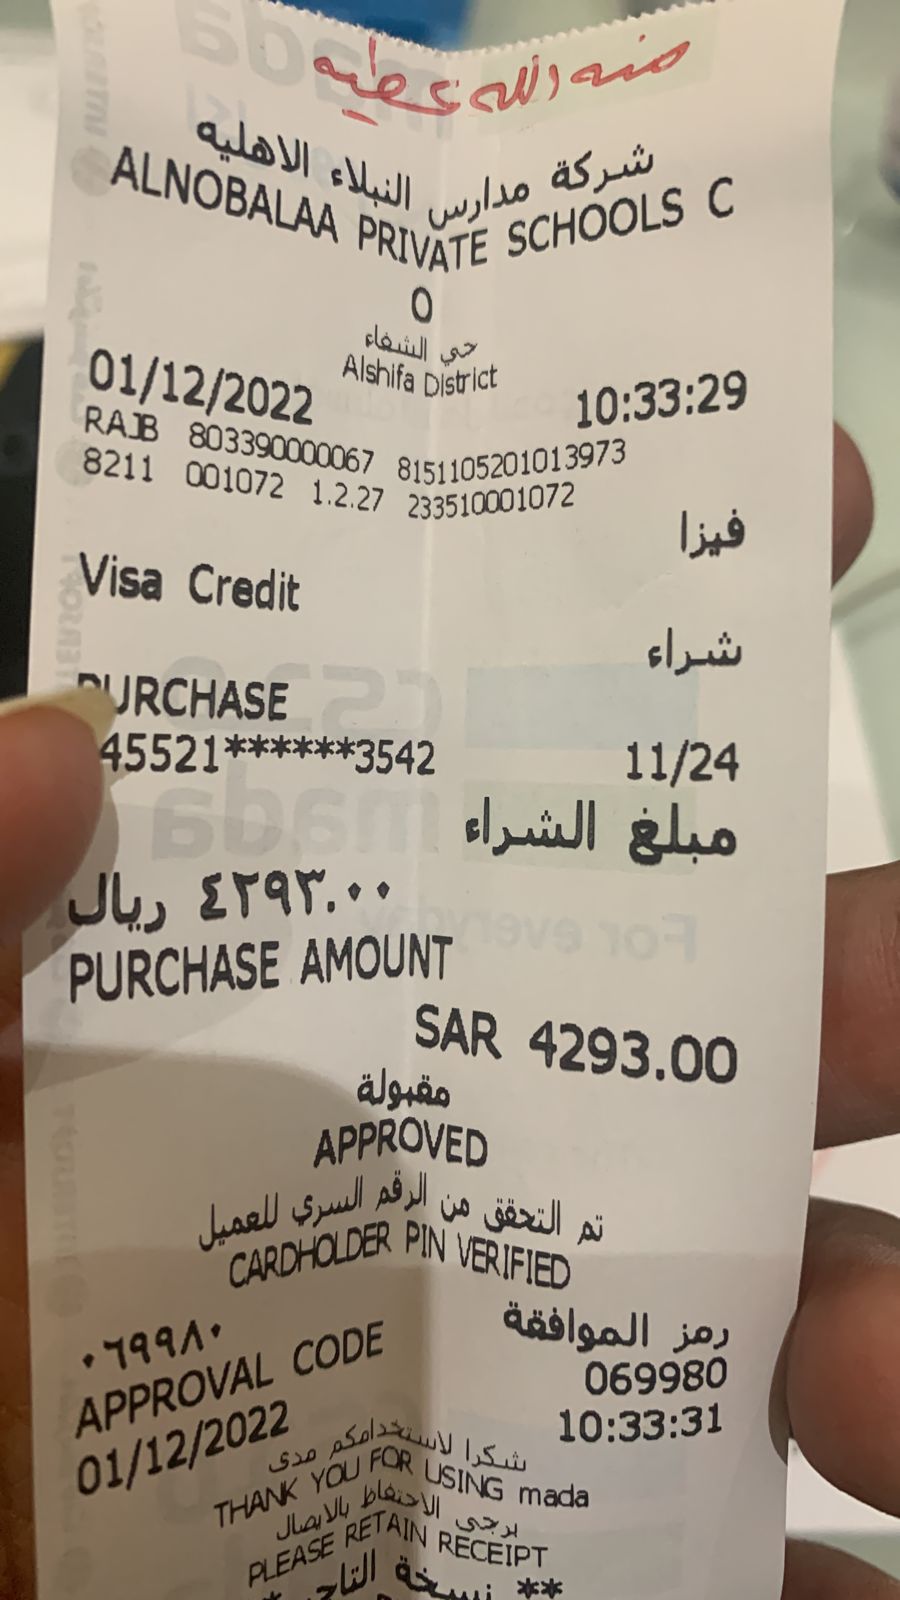 منه الله عطيه
شركة مدارس النبلاء الاهليه
ALNOBALAA PRIVATE SCHOOLS C
O
حي الشفاء
Alshifa District
01/12/2022 10:33:29
RAJB 803390000067 8151105201013973
8211 001072 1.2.27 233510001072
فيزا
Visa Credit
شراء
PURCHASE
45521******3542 11/24
مبلغ الشراء
٤٢٩٣.٠٠ ريال
PURCHASE AMOUNT
SAR 4293.00
مقبولة
APPROVED
تم التحقق من الرقم السري للعميل
CARDHOLDER PIN VERIFIED
رمز الموافقة
٠٦٩٩٨٠
069980
APPROVAL CODE
01/12/2022 10:33:31
شكرا لاستخدامكم مدى
THANK YOU FOR USING mada
يرجى الاحتفاظ بالايصال
PLEASE RETAIN RECEIPT
** نسخة التاجر *